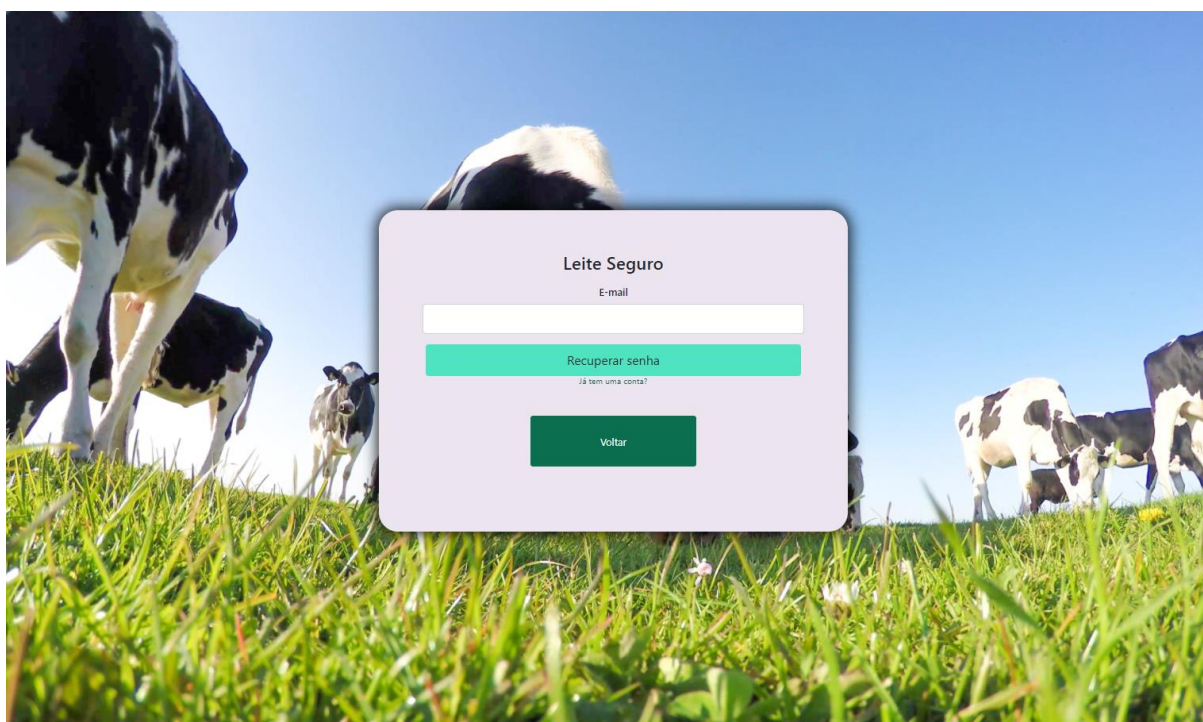 Leite Seguro
E-mail
Recuperar senha
Já tem uma conta?
Voltar